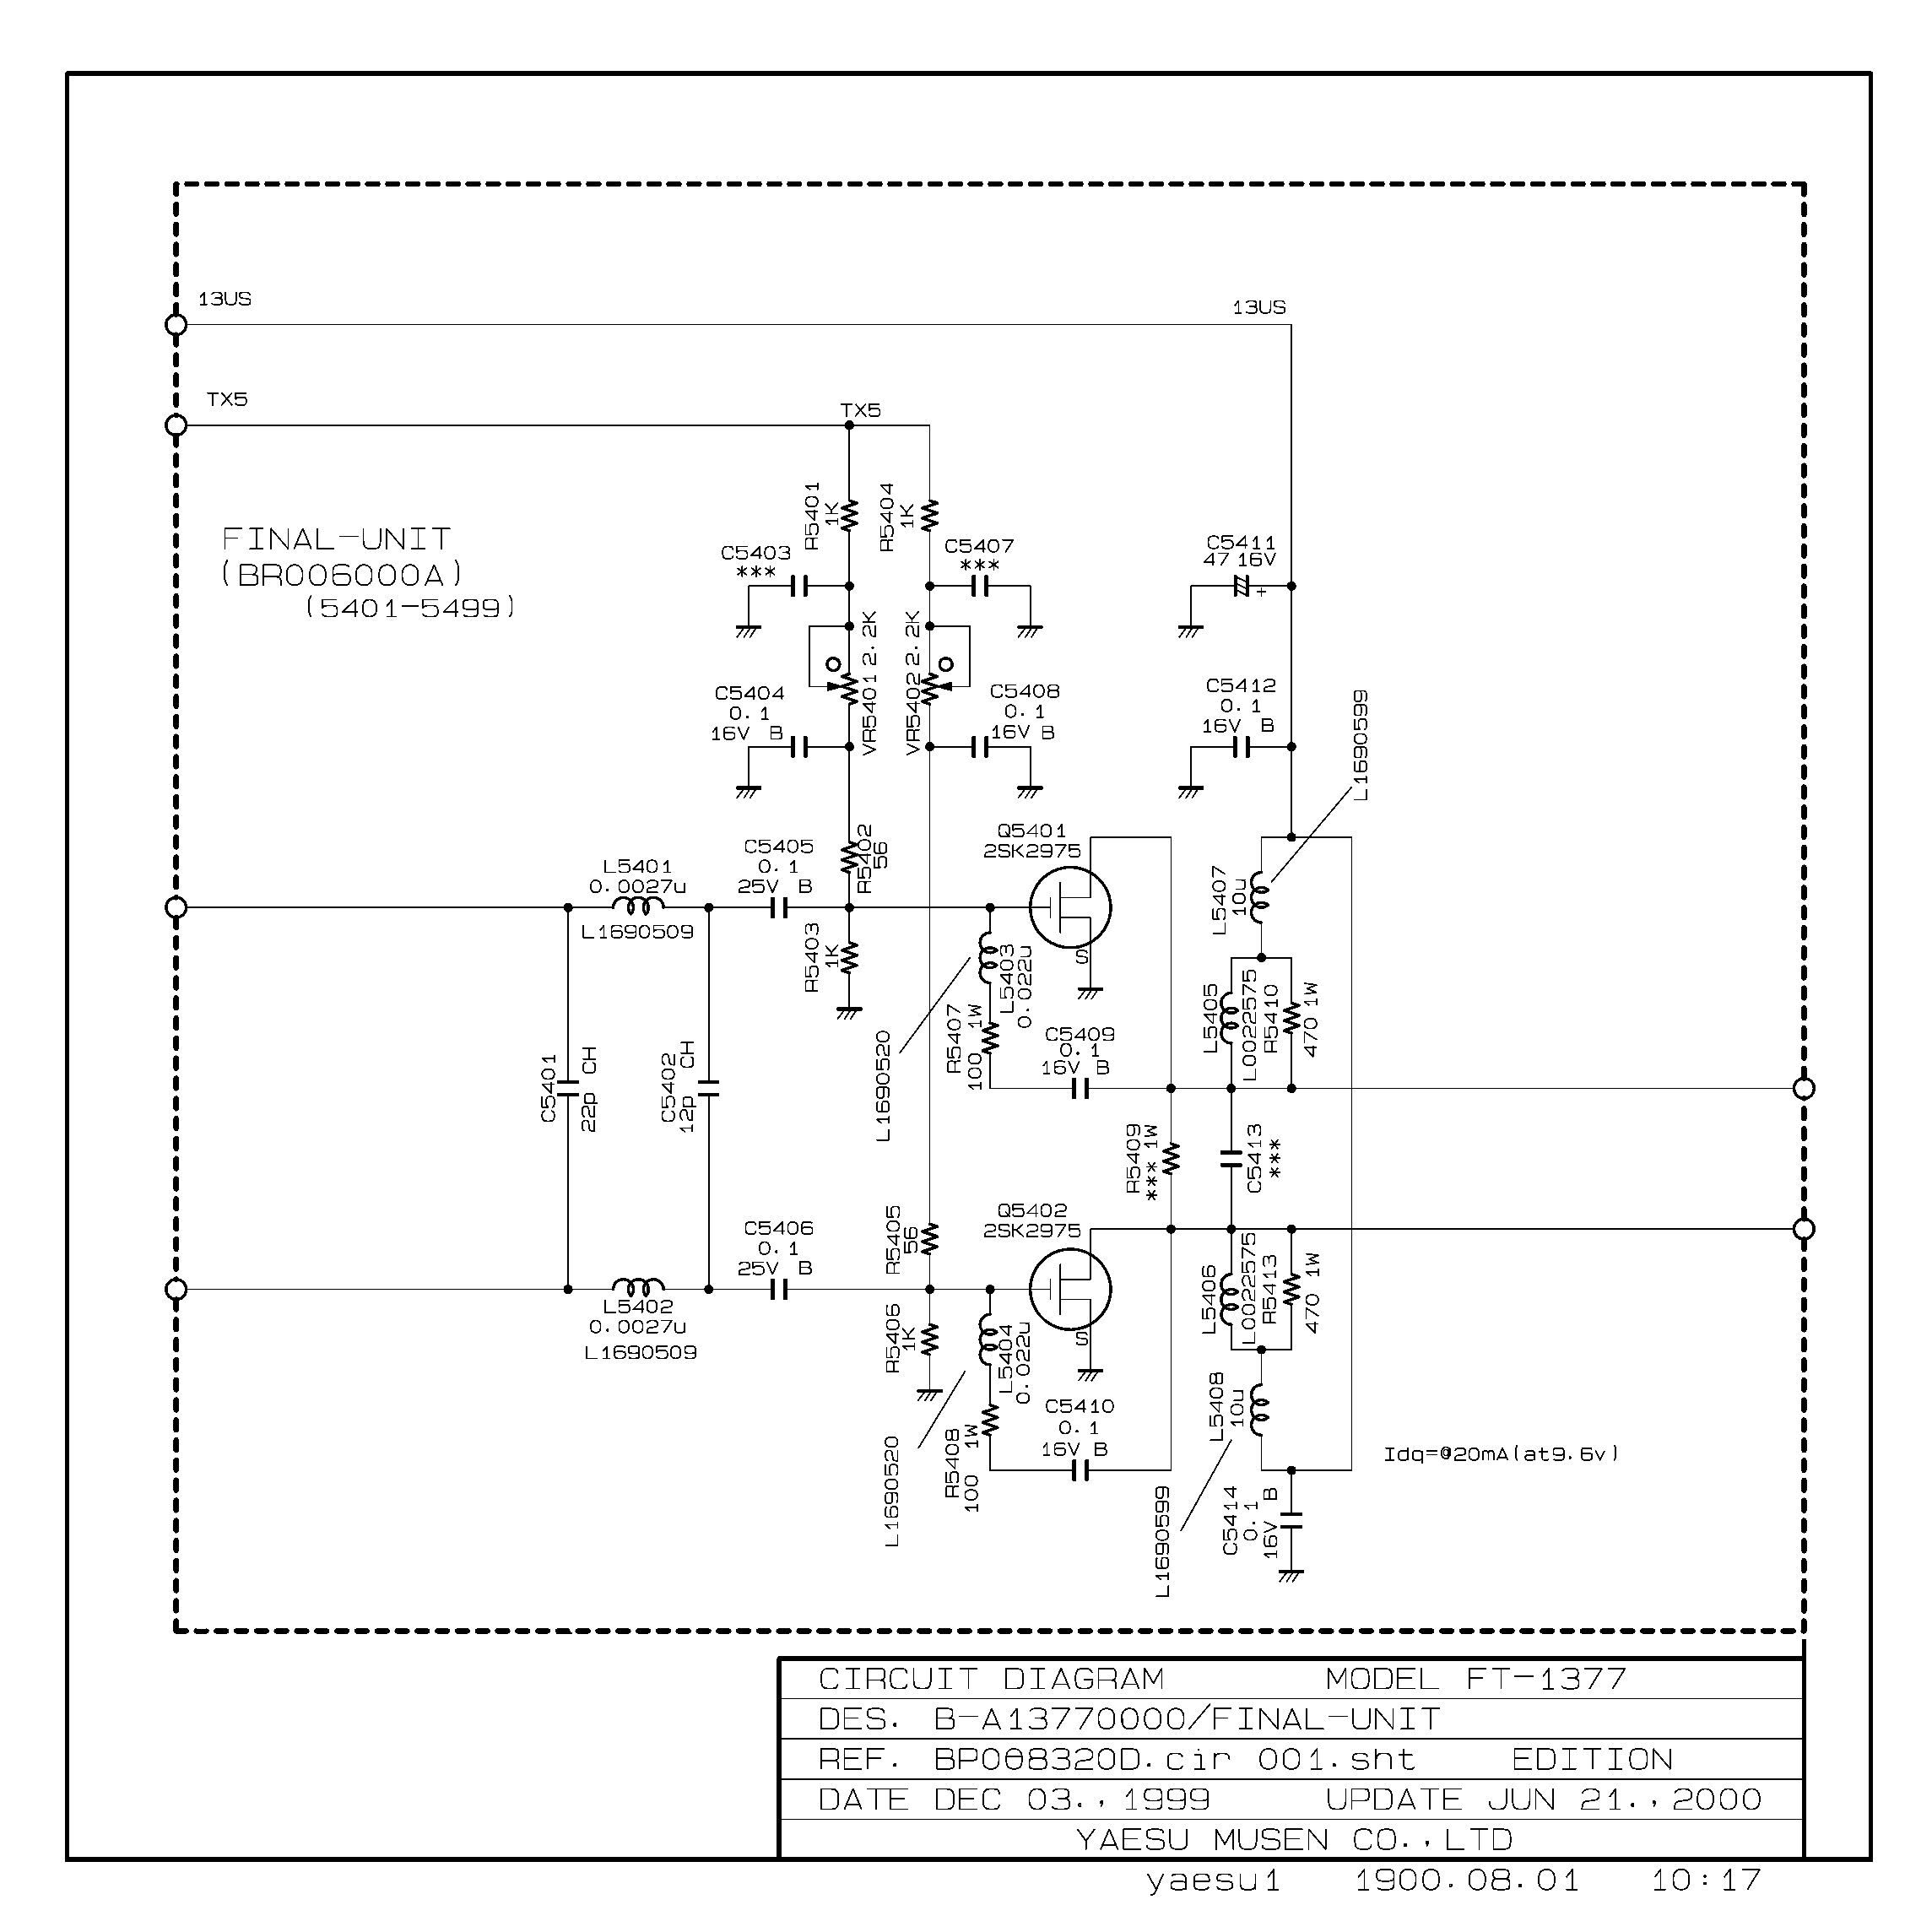 13US
13US
TX5
TX5
FINAL-UNIT
(BR006000A)
(5401-5499)
R5401
1K
R5404
1K
C5403
***
C5407
***
C5411
47 16V
+
VR5401 2.2K
VR5402 2.2K
C5404
0.1
16V B
C5408
0.1
16V B
C5412
0.1
16V B
L1690599
R5402
56
C5405
0.1
25V B
Q5401
2SK2975
L5401
0.0027u
L1690509
R5403
1K
S
L5403
0.022u
L5407
10u
L1690520
R5407
100 1W
C5409
0.1
16V B
L5405
L0022575
R5410
470 1W
C5401
22p CH
C5402
12p CH
R5409
*** 1W
C5413
***
R5405
56
C5406
0.1
25V B
Q5402
2SK2975
L5402
0.0027u
L1690509
R5406
1K
S
L5404
0.022u
L5406
L0022575
R5413
470 1W
L1690520
R5408
100 1W
C5410
0.1
16V B
L5408
10u
L1690599
C5414
0.1
16V B
Idq=@20mA(at9.6v)
CIRCUIT DIAGRAM MODEL FT-1377
DES. B-A13770000/FINAL-UNIT
REF. BP008320D.cir 001.sht EDITION
DATE DEC 03.,1999 UPDATE JUN 21.,2000
YAESU MUSEN CO.,LTD
yaesu1 1900.08.01 10:17